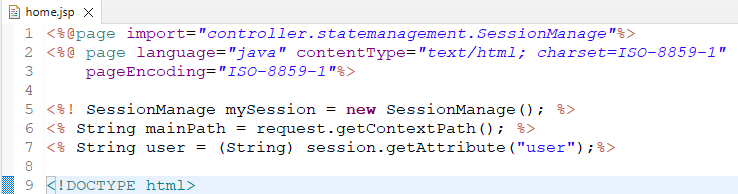 home.jsp
1 <%@page import="controller.statemanagement.SessionManage"%>
2 <%@ page language="java" contentType="text/html; charset=ISO-8859-1"
3     pageEncoding="ISO-8859-1"%>
4
5 <%! SessionManage mySession = new SessionManage(); %>
6 <% String mainPath = request.getContextPath(); %>
7 <% String user = (String) session.getAttribute("user");%>
8
9 <!DOCTYPE html>